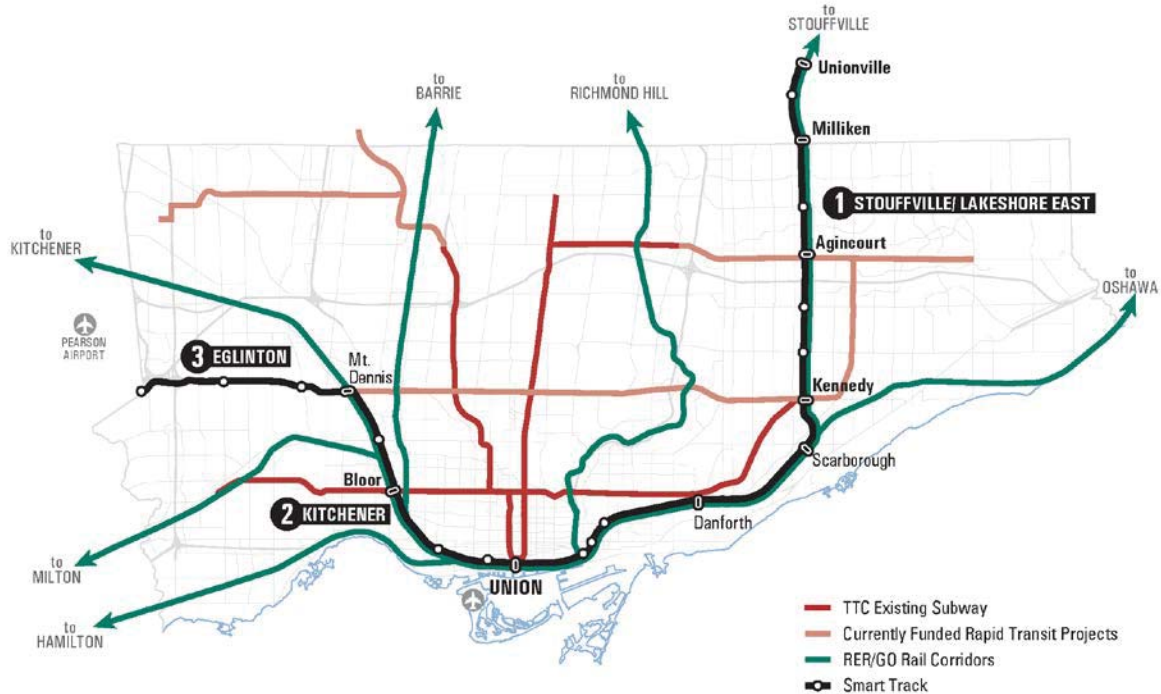 to
STOUFFVILLE
Unionville
to
BARRIE
to
RICHMOND HILL
Milliken
1 STOUFFVILLE/ LAKESHORE EAST
to
KITCHENER
Agincourt
to
OSHAWA
PEARSON
AIRPORT
3 EGLINTON
Mt.
Dennis
Kennedy
Scarborough
Bloor
2 KITCHENER
Danforth
to
MILTON
UNION
to
HAMILTON
TTC Existing Subway
Currently Funded Rapid Transit Projects
RER/GO Rail Corridors
Smart Track